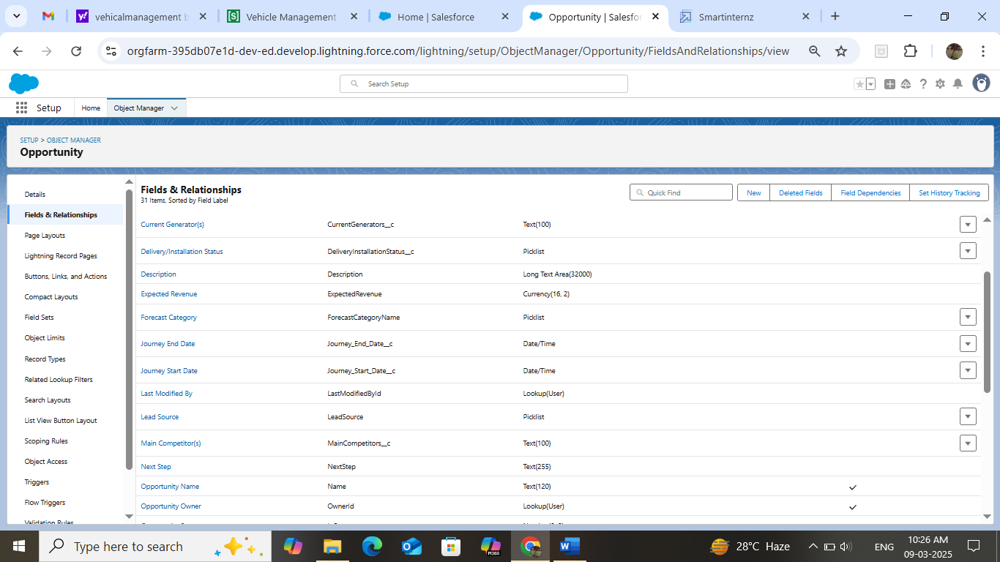 vehicalmanagement b
Vehicle Management
Home | Salesforce
Opportunity | Salesfor
Smartinternz
orgfarm-395db07e1d-dev-ed.develop.lightning.force.com/lightning/setup/ObjectManager/Opportunity/FieldsAndRelationships/view
Search Setup
Setup
Home
Object Manager
SETUP > OBJECT MANAGER
Opportunity
Details
Fields & Relationships
Page Layouts
Lightning Record Pages
Buttons, Links, and Actions
Compact Layouts
Field Sets
Object Limits
Record Types
Related Lookup Filters
Search Layouts
List View Button Layout
Scoping Rules
Object Access
Triggers
Flow Triggers
Validation Rules
Fields & Relationships
31 Items, Sorted by Field Label
Quick Find
New
Deleted Fields
Field Dependencies
Set History Tracking
Current Generator(s) CurrentGenerators__c Text(100)
Delivery/Installation Status DeliveryInstallationStatus__c Picklist
Description Description Long Text Area(32000)
Expected Revenue ExpectedRevenue Currency(16, 2)
Forecast Category ForecastCategoryName Picklist
Journey End Date Journey_End_Date__c Date/Time
Journey Start Date Journey_Start_Date__c Date/Time
Last Modified By LastModifiedById Lookup(User)
Lead Source LeadSource Picklist
Main Competitor(s) MainCompetitors__c Text(100)
Next Step NextStep Text(255)
Opportunity Name Name Text(120)
Opportunity Owner OwnerId Lookup(User)
Type here to search
M365
28°C Haze
ENG
10:26 AM
09-03-2025